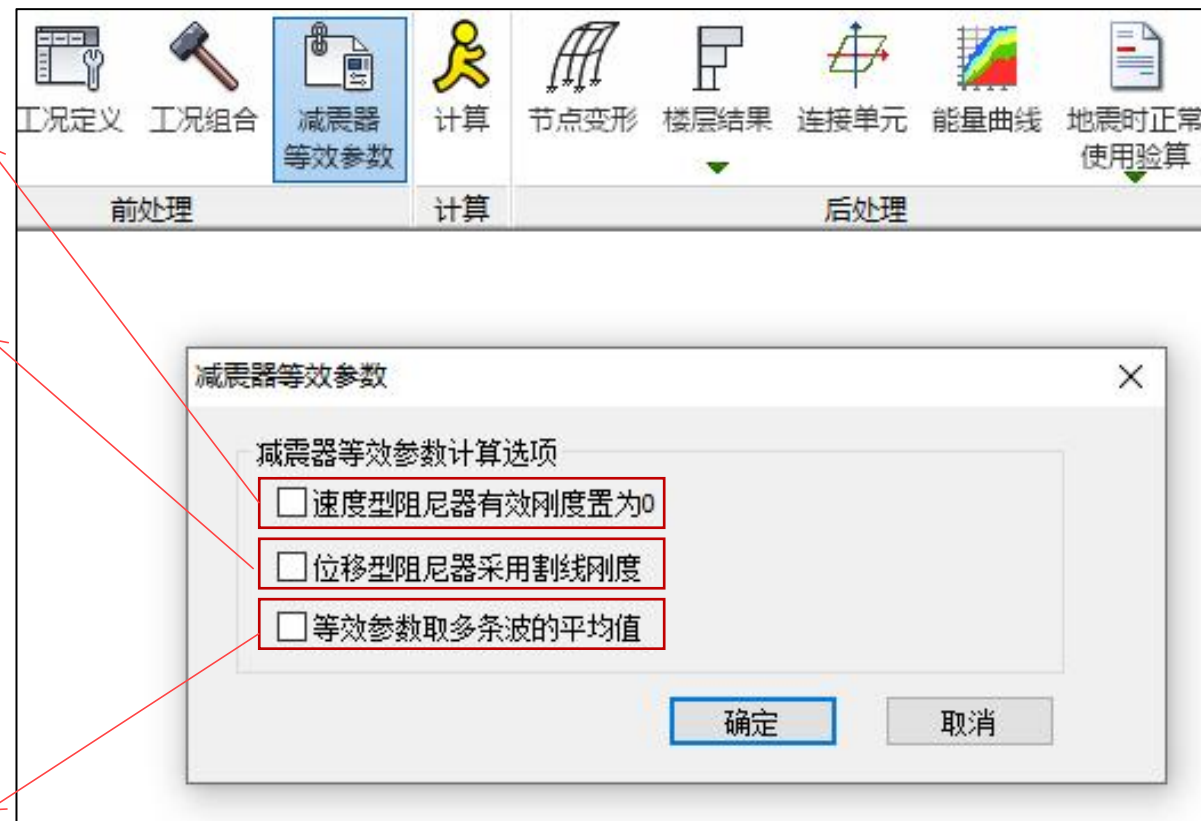 工况定义 工况组合 减震器 计算 节点变形 楼层结果 连接单元 能量曲线 地震时正常
等效参数 使用验算
前处理 计算 后处理
减震器等效参数
减震器等效参数计算选项
速度型阻尼器有效刚度置为0
位移型阻尼器采用割线刚度
等效参数取多条波的平均值
确定 取消